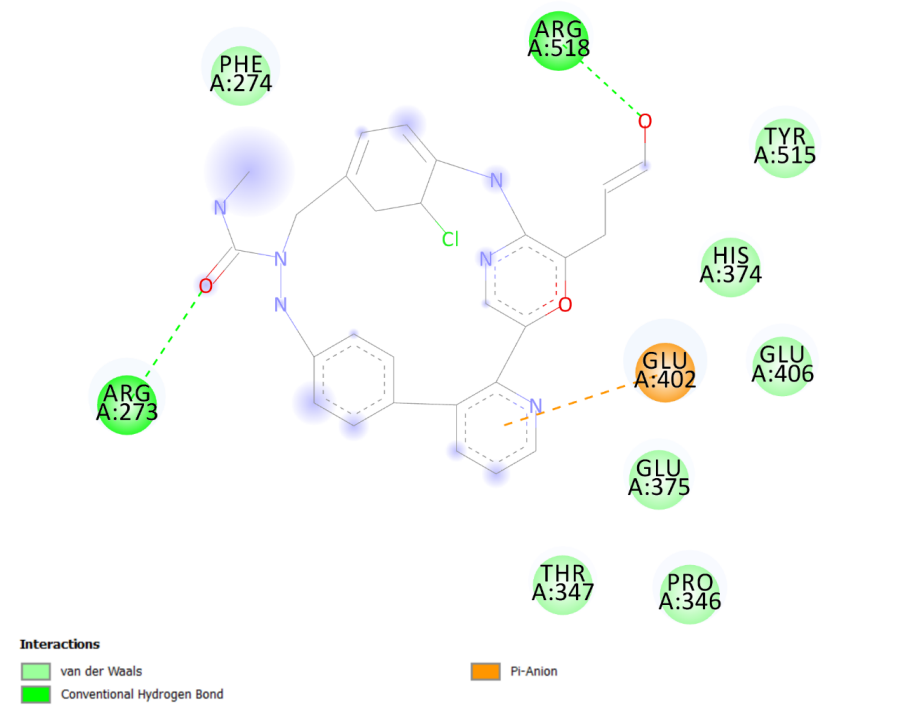 ARG
A:518
PHE
A:274
O
TYR
A:515
N
N
Cl
N
O
N
N
O
HIS
A:374
ARG
A:273
GLU
A:402
GLU
A:406
N
GLU
A:375
THR
A:347
PRO
A:346
Interactions
van der Waals
Conventional Hydrogen Bond
Pi-Anion